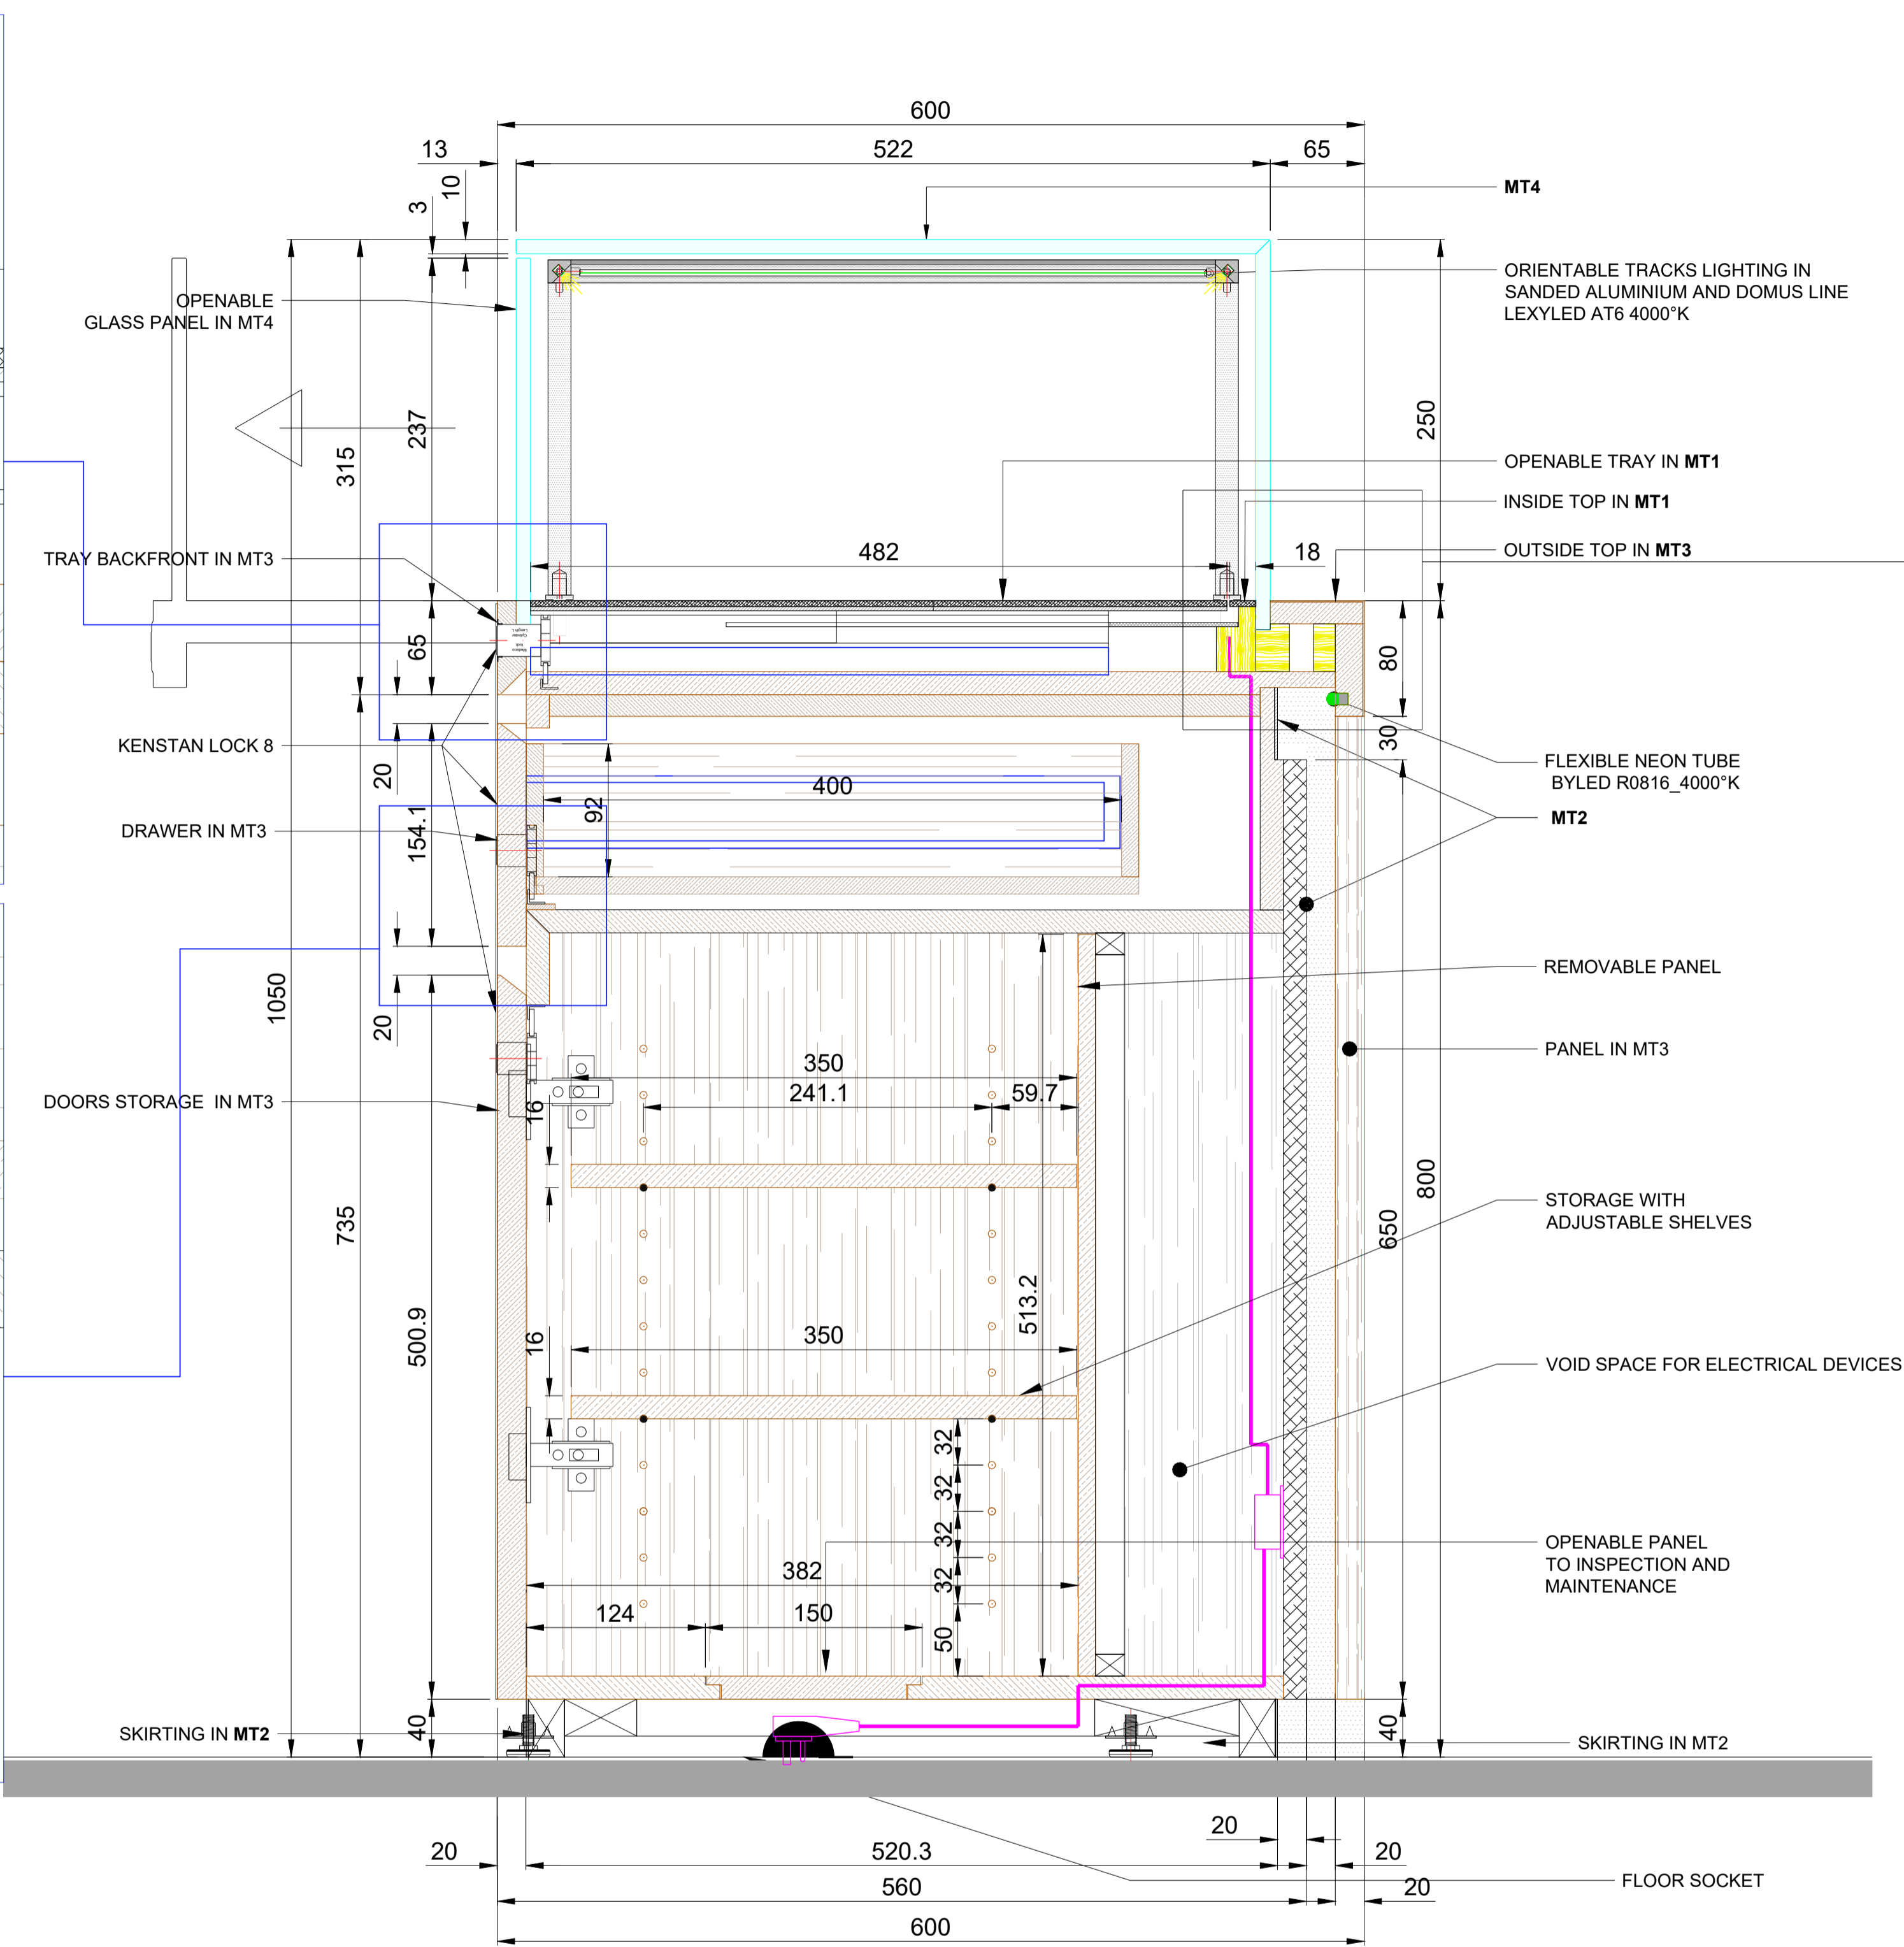 600
13
522
65
10
3
MT4
ORIENTABLE TRACKS LIGHTING IN
SANDED ALUMINIUM AND DOMUS LINE
LEXYLED AT6 4000°K
OPENABLE
GLASS PANEL IN MT4
237
315
250
OPENABLE TRAY IN MT1
INSIDE TOP IN MT1
482
18
OUTSIDE TOP IN MT3
TRAY BACKFRONT IN MT3
65
80
KENSTAN LOCK 8
20
30
FLEXIBLE NEON TUBE
BYLED R0816_4000°K
400
92
154.1
MT2
DRAWER IN MT3
REMOVABLE PANEL
1050
20
PANEL IN MT3
350
241.1
59.7
16
DOORS STORAGE IN MT3
800
STORAGE WITH
ADJUSTABLE SHELVES
735
650
513.2
500.9
16
350
VOID SPACE FOR ELECTRICAL DEVICES
32
32
32
32
OPENABLE PANEL
TO INSPECTION AND
MAINTENANCE
382
124
150
50
SKIRTING IN MT2
40
40
SKIRTING IN MT2
20
20
520.3
20
FLOOR SOCKET
560
20
600